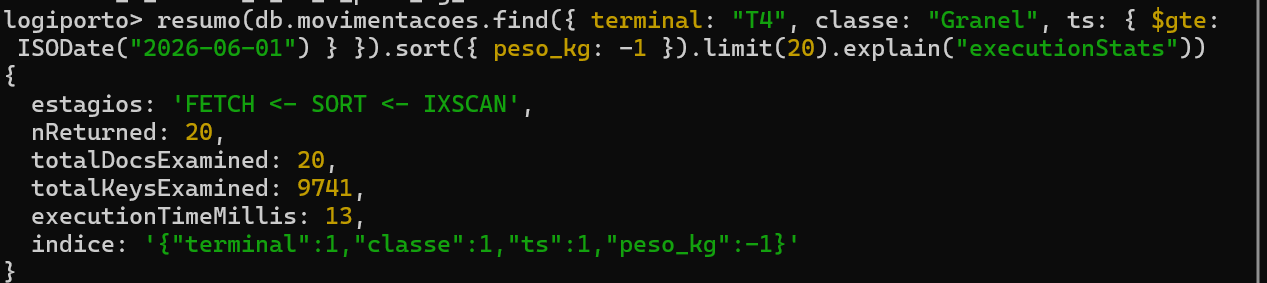 logiporto> resumo(db.movimentacoes.find({ terminal: "T4", classe: "Granel", ts: { $gte:
 ISODate("2026-06-01") } }).sort({ peso_kg: -1 }).limit(20).explain("executionStats"))
{
  estagios: 'FETCH <- SORT <- IXSCAN',
  nReturned: 20,
  totalDocsExamined: 20,
  totalKeysExamined: 9741,
  executionTimeMillis: 13,
  indice: '{"terminal":1,"classe":1,"ts":1,"peso_kg":-1}'
}